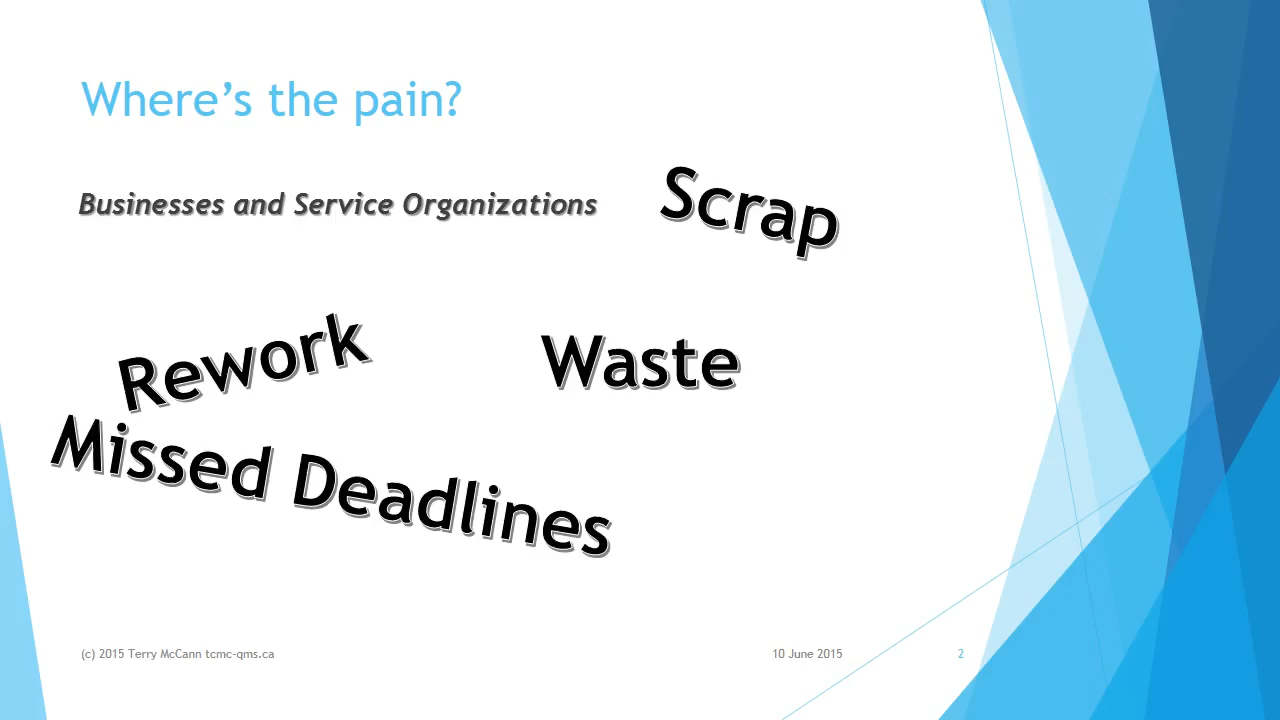 Where’s the pain?
Businesses and Service Organizations
Scrap
Rework
Waste
Missed Deadlines
(c) 2015 Terry McCann tcmc-qms.ca
10 June 2015
2